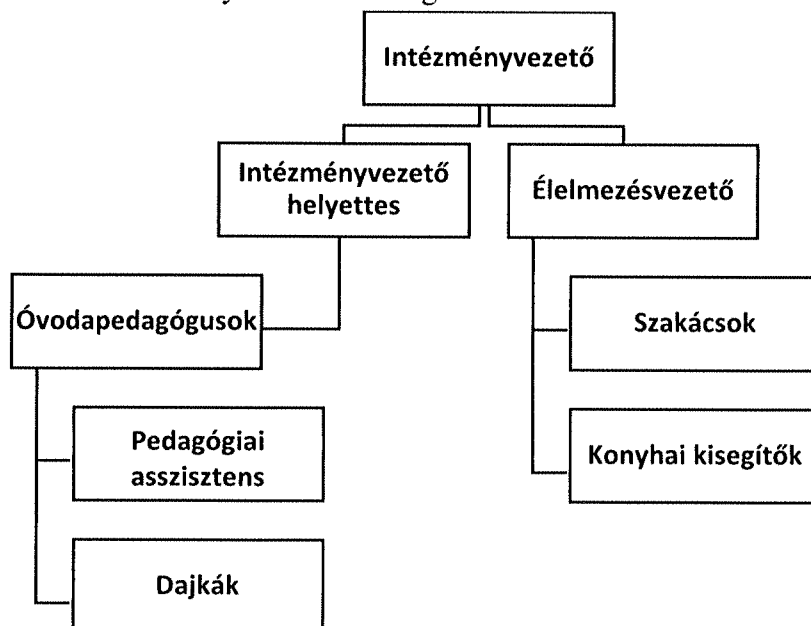 Intézményvezető
Intézményvezető
helyettes
Élelmezésvezető
Óvodapedagógusok
Szakácsok
Pedagógiai
asszisztens
Konyhai kisegítők
Dajkák